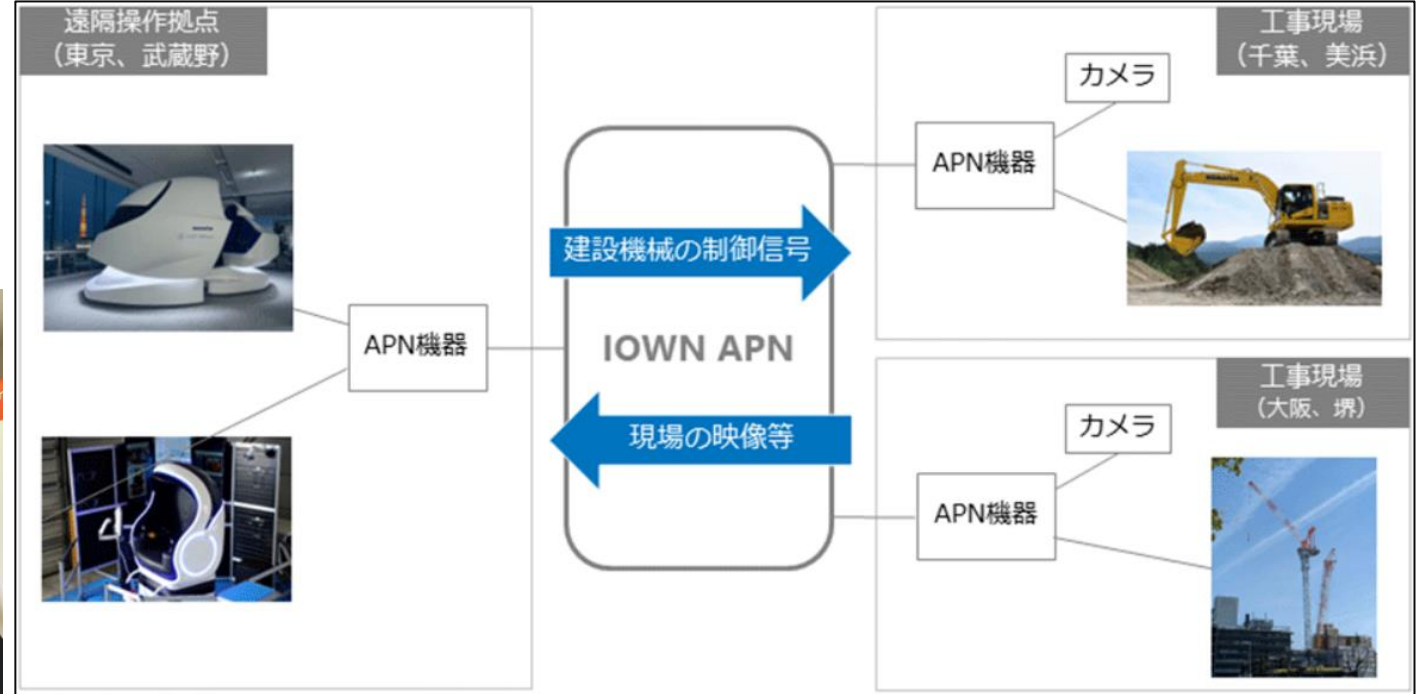 遠隔操作拠点
（東京、武蔵野）
APN機器
建設機械の制御信号
IOWN APN
現場の映像等
工事現場
（千葉、美浜）
カメラ
APN機器
KOMATSU
工事現場
（大阪、堺）
カメラ
APN機器